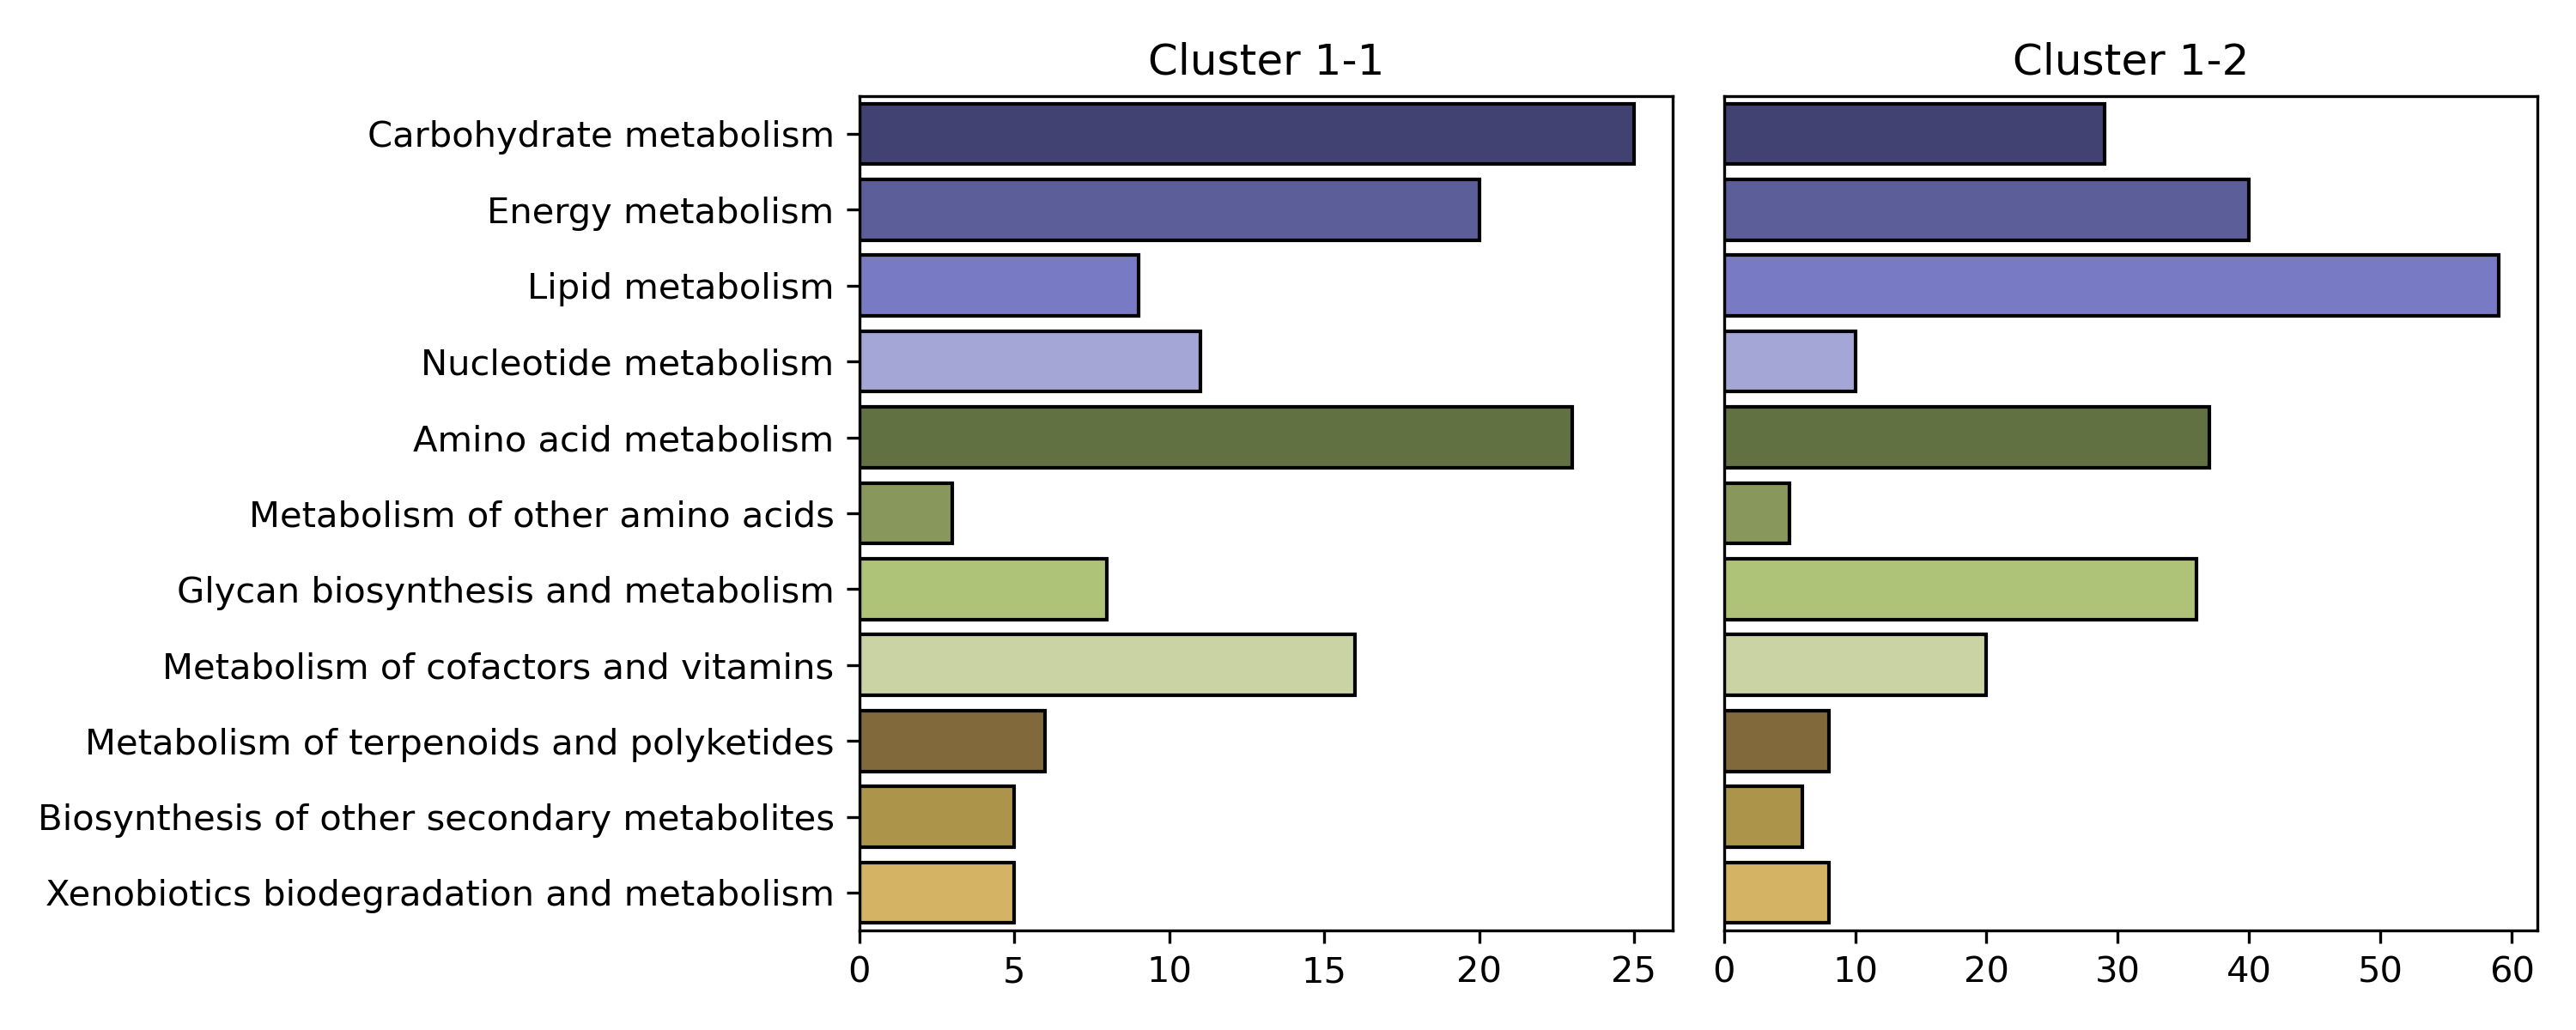 Cluster 1-1
Cluster 1-2
Carbohydrate metabolism
Energy metabolism
Lipid metabolism
Nucleotide metabolism
Amino acid metabolism
Metabolism of other amino acids
Glycan biosynthesis and metabolism
Metabolism of cofactors and vitamins
Metabolism of terpenoids and polyketides
Biosynthesis of other secondary metabolites
Xenobiotics biodegradation and metabolism
0 5 10 15 20 25
0 10 20 30 40 50 60